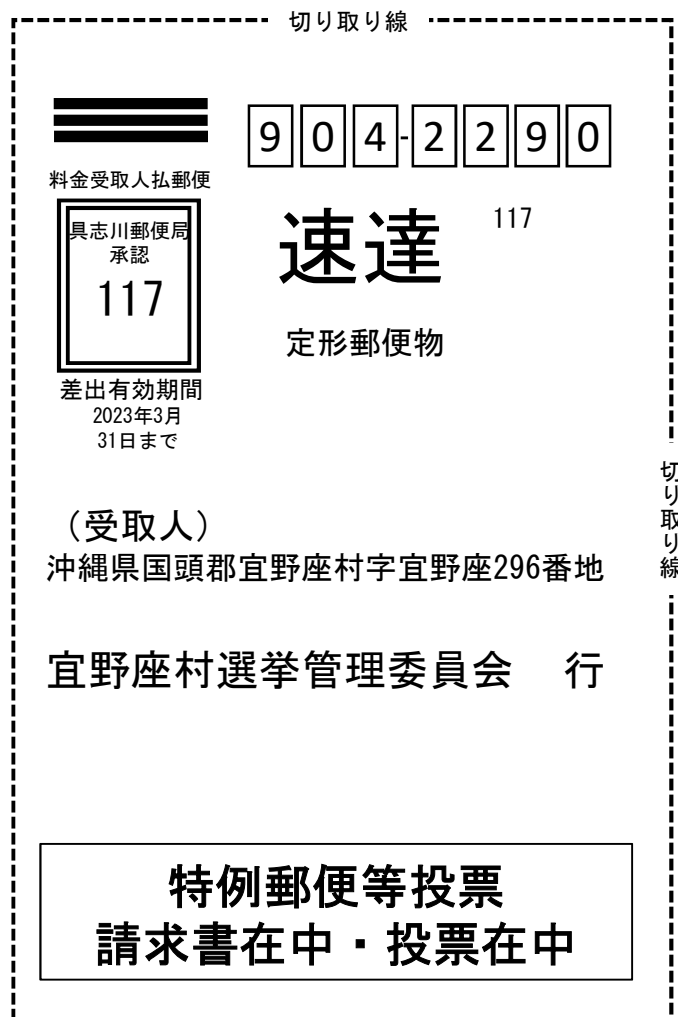 切り取り線
904-2290
料金受取人払郵便
具志川郵便局
承認
117
差出有効期間
2023年3月
31日まで
速達
117
定形郵便物
切り取り線
（受取人）
沖縄県国頭郡宜野座村字宜野座296番地
宜野座村選挙管理委員会　行
特例郵便等投票
請求書在中・投票在中